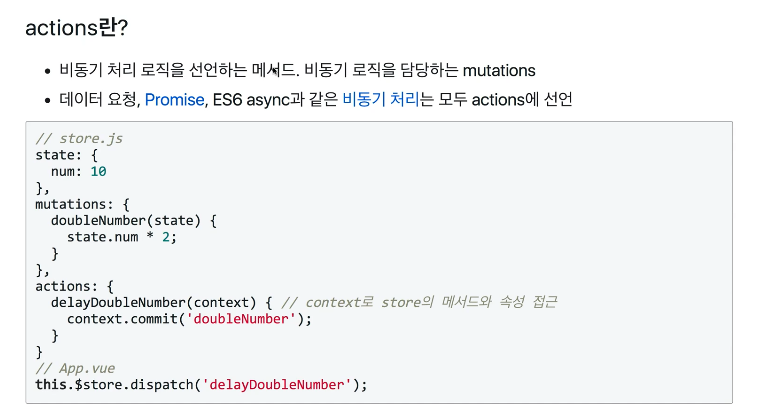 actions란?
비동기 처리 로직을 선언하는 메서드. 비동기 로직을 담당하는 mutations
데이터 요청, Promise, ES6 async과 같은 비동기 처리는 모두 actions에 선언
// store.js
state: {
  num: 10
},
mutations: {
  doubleNumber(state) {
    state.num * 2;
  }
},
actions: {
  delayDoubleNumber(context) { // context로 store의 메서드와 속성 접근
    context.commit('doubleNumber');
  }
}
// App.vue
this.$store.dispatch('delayDoubleNumber');